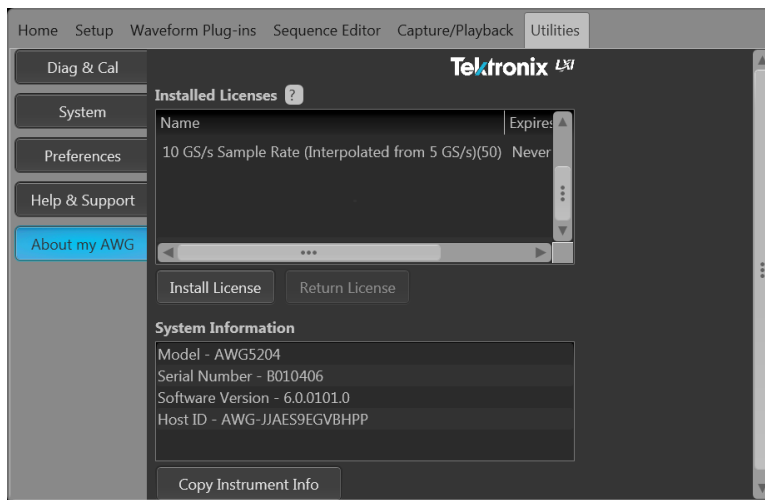 Home Setup Waveform Plug-ins Sequence Editor Capture/Playback Utilities
Diag & Cal
System
Preferences
Help & Support
About my AWG
Tektronix LXI
Installed Licenses ?
Name Expires
10 GS/s Sample Rate (Interpolated from 5 GS/s)(50) Never
Install License Return License
System Information
Model - AWG5204
Serial Number - B010406
Software Version - 6.0.0101.0
Host ID - AWG-JJAES9EGVBHPP
Copy Instrument Info